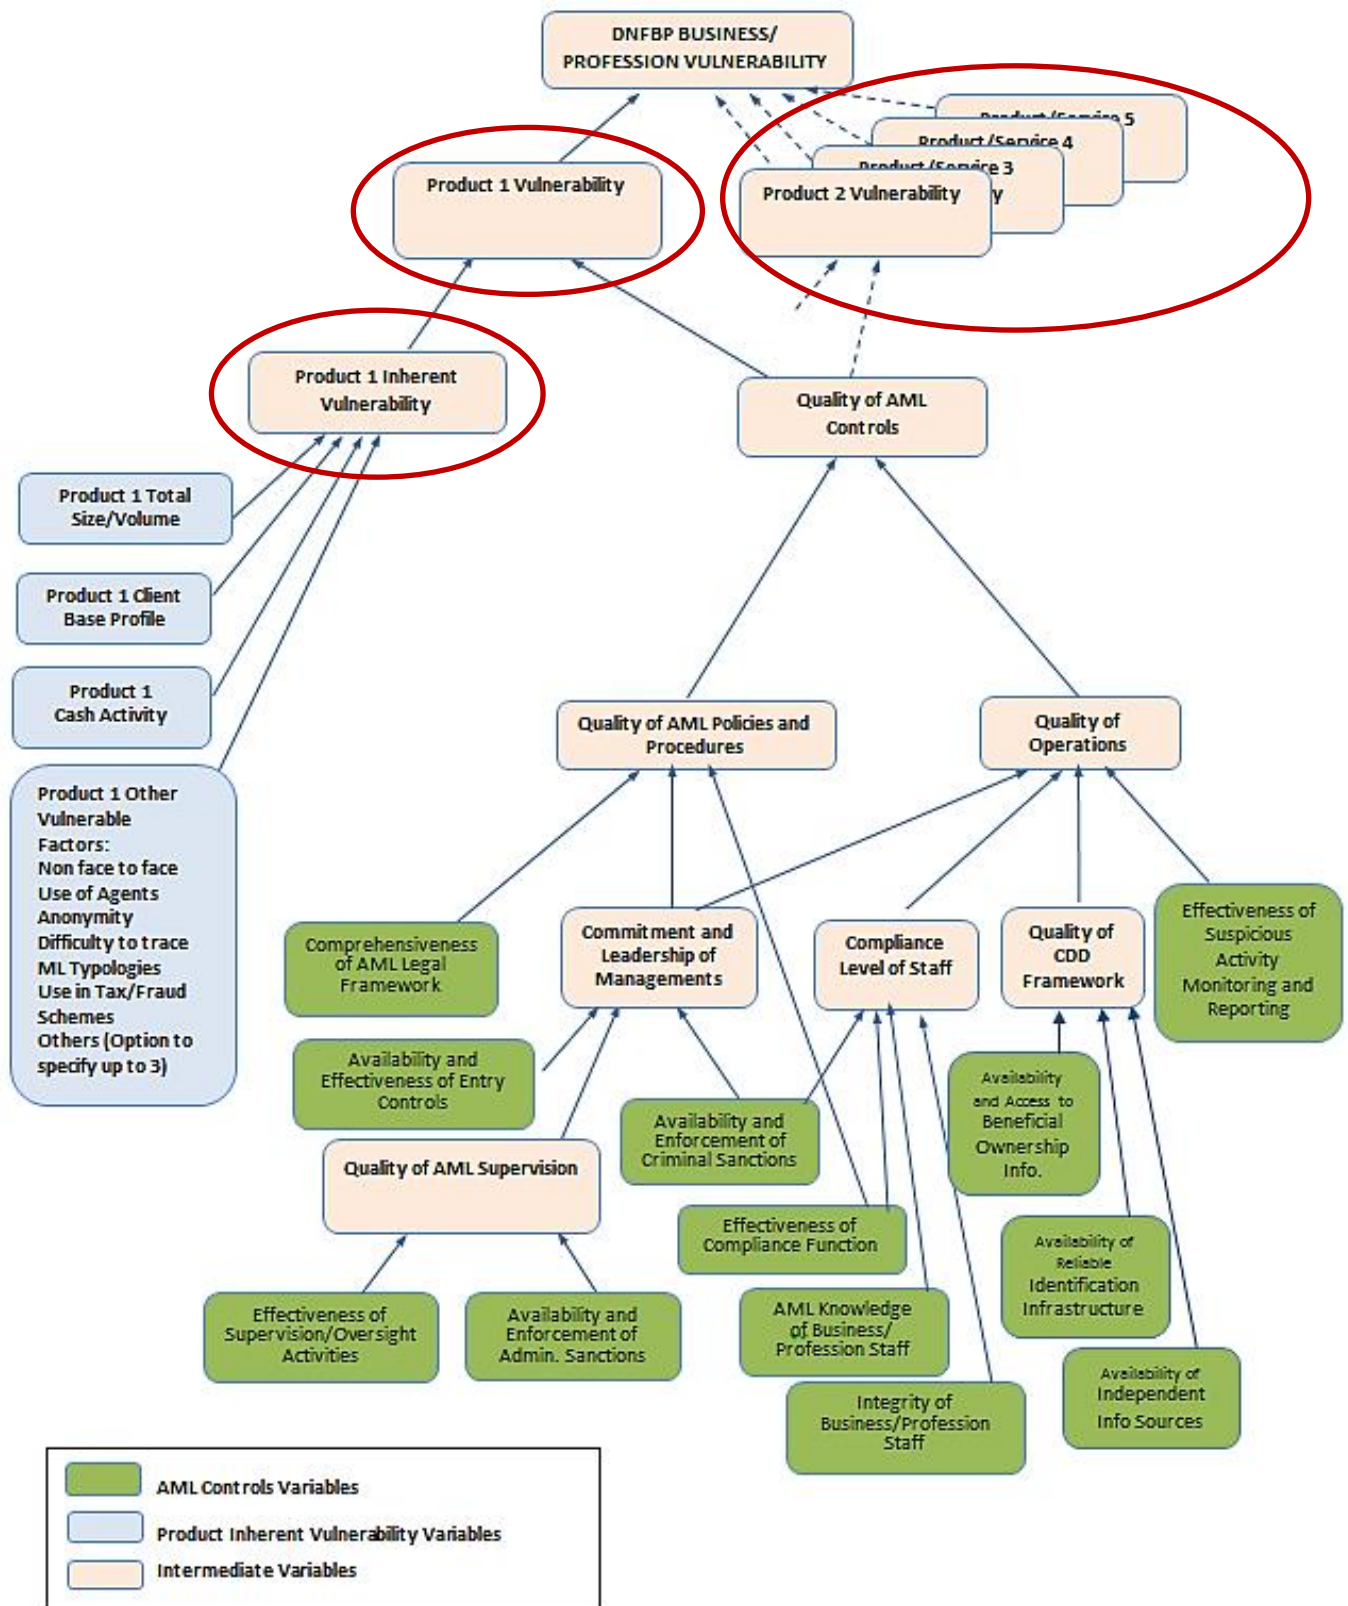 DNFBP BUSINESS/
PROFESSION VULNERABILITY
Product/Service 5
Product/Service 4
Product/Service 3
y
Product 2 Vulnerability
Product 1 Vulnerability
Product 1 Inherent
Vulnerability
Quality of AML
Controls
Product 1 Total
Size/Volume
Product 1 Client
Base Profile
Product 1
Cash Activity
Product 1 Other
Vulnerable
Factors:
Non face to face
Use of Agents
Anonymity
Difficulty to trace
ML Typologies
Use in Tax/Fraud
Schemes
Others (Option to
specify up to 3)
Quality of AML Policies and
Procedures
Quality of
Operations
Comprehensiveness
of AML Legal
Framework
Commitment and
Leadership of
Managements
Compliance
Level of Staff
Quality of
CDD
Framework
Effectiveness of
Suspicious
Activity
Monitoring and
Reporting
Availability and
Effectiveness of Entry
Controls
Availability and
Enforcement of
Criminal Sanctions
Availability
and Access to
Beneficial
Ownership
Info.
Quality of AML Supervision
Effectiveness of
Compliance Function
Availability of
Reliable
Identification
Infrastructure
Effectiveness of
Supervision/Oversight
Activities
Availability and
Enforcement of
Admin. Sanctions
AML Knowledge
of Business/
Profession Staff
Integrity of
Business/Profession
Staff
Availability of
Independent
Info Sources
AML Controls Variables
Product Inherent Vulnerability Variables
Intermediate Variables